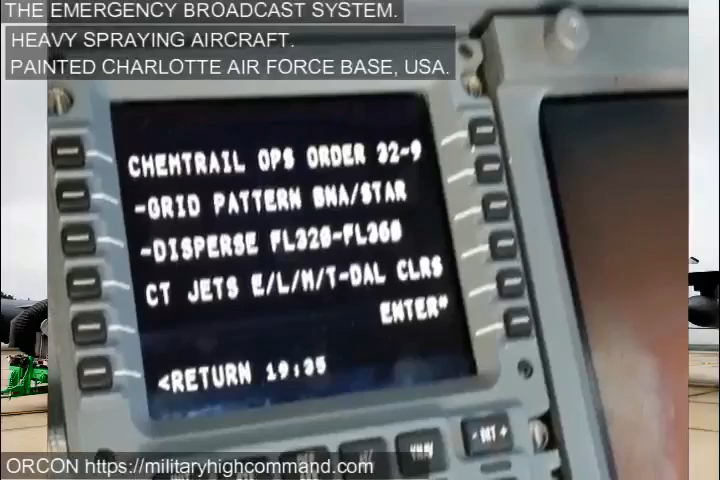 THE EMERGENCY BROADCAST SYSTEM.
HEAVY SPRAYING AIRCRAFT.
PAINTED CHARLOTTE AIR FORCE BASE, USA.
CHEMTRAIL OPS ORDER 32-9
-GRID PATTERN BNA/STAR
-DISPERSE FL320-FL360
CT JETS E/L/M/T-DAL CLRS
ENTER*
<RETURN 19:35
- BRT +
ORCON https://militaryhighcommand.com